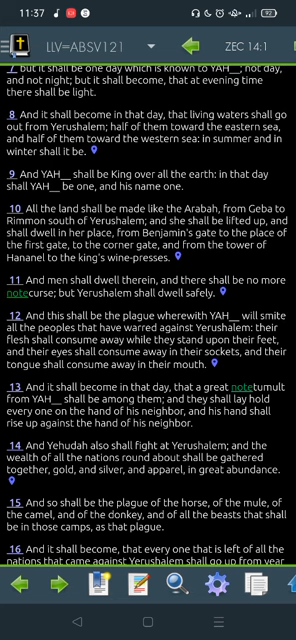 11:37
92
LLV=ABSV121
ZEC 14:1
7 but it shall be one day which is known to YAH__; not day,
and not night; but it shall become, that at evening time
there shall be light.
8 And it shall become in that day, that living waters shall go
out from Yerushalem; half of them toward the eastern sea,
and half of them toward the western sea: in summer and in
winter shall it be.
9 And YAH__ shall be King over all the earth: in that day
shall YAH__ be one, and his name one.
10 All the land shall be made like the Arabah, from Geba to
Rimmon south of Yerushalem; and she shall be lifted up, and
shall dwell in her place, from Benjamin's gate to the place of
the first gate, to the corner gate, and from the tower of
Hananel to the king's wine-presses.
11 And men shall dwell therein, and there shall be no more
notecurse; but Yerushalem shall dwell safely.
12 And this shall be the plague wherewith YAH__ will smite
all the peoples that have warred against Yerushalem: their
flesh shall consume away while they stand upon their feet,
and their eyes shall consume away in their sockets, and their
tongue shall consume away in their mouth.
13 And it shall become in that day, that a great notetumult
from YAH__ shall be among them; and they shall lay hold
every one on the hand of his neighbor, and his hand shall
rise up against the hand of his neighbor.
14 And Yehudah also shall fight at Yerushalem; and the
wealth of all the nations round about shall be gathered
together, gold, and silver, and apparel, in great abundance.
15 And so shall be the plague of the horse, of the mule, of
the camel, and of the donkey, and of all the beasts that shall
be in those camps, as that plague.
16 And it shall become, that every one that is left of all the
nations that came against Yerushalem shall go up from year